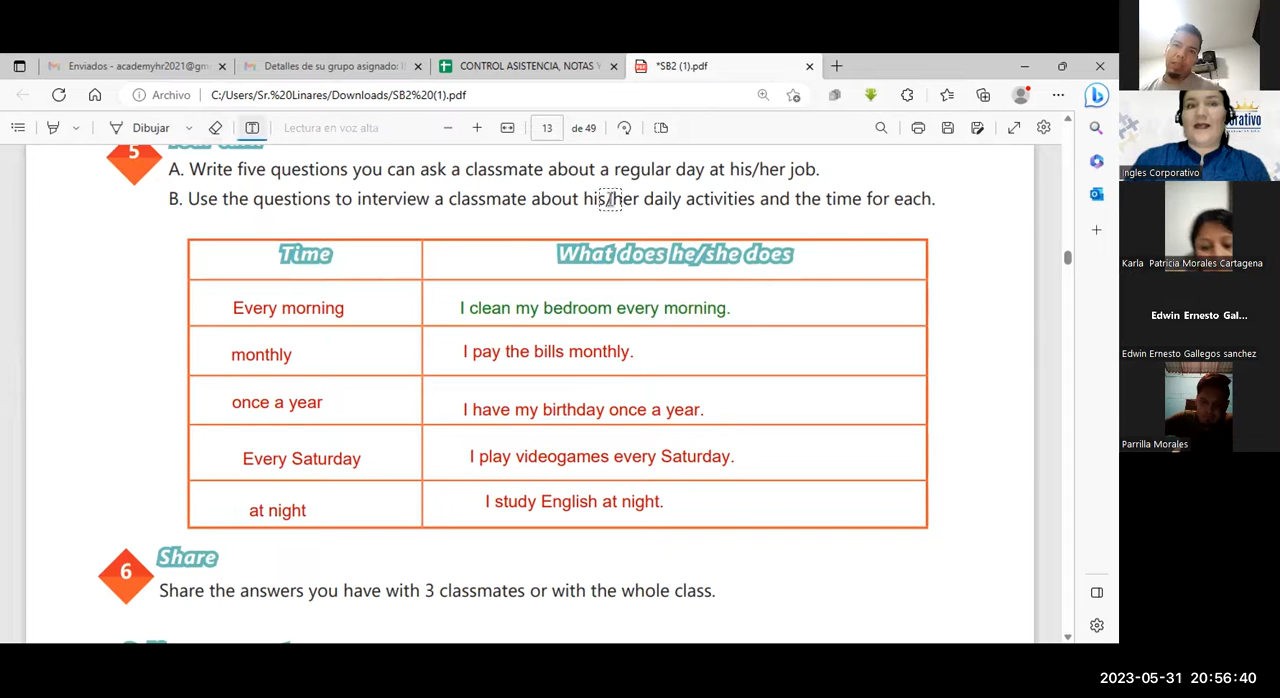 Enviados - academyhr2021@gm
Detalles de su grupo asignado: I
CONTROL ASISTENCIA, NOTAS Y
*SB2 (1).pdf
Archivo
C:/Users/Sr.%20Linares/Downloads/SB2%20(1).pdf
Dibujar
Lectura en voz alta
13
de 49
5
A. Write five questions you can ask a classmate about a regular day at his/her job.
B. Use the questions to interview a classmate about his/her daily activities and the time for each.
Time
What does he/she does
Every morning
I clean my bedroom every morning.
monthly
I pay the bills monthly.
once a year
I have my birthday once a year.
Every Saturday
I play videogames every Saturday.
at night
I study English at night.
6
Share
Share the answers you have with 3 classmates or with the whole class.
orativo
Ingles Corporativo
Karla Patricia Morales Cartagena
Edwin Ernesto Gal...
Edwin Ernesto Gallegos sanchez
Parrilla Morales
2023-05-31 20:56:40